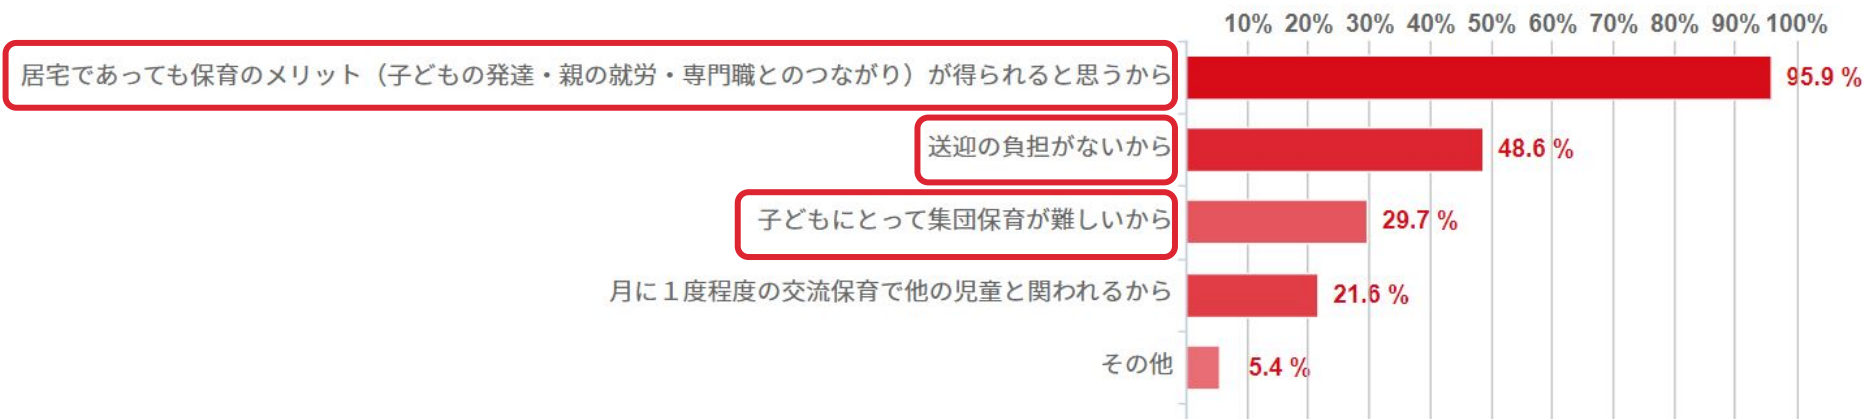 10% 20% 30% 40% 50% 60% 70% 80% 90% 100%
居宅であっても保育のメリット（子どもの発達・親の就労・専門職とのつながり）が得られると思うから 95.9 %
送迎の負担がないから 48.6 %
子どもにとって集団保育が難しいから 29.7 %
月に１度程度の交流保育で他の児童と関われるから 21.6 %
その他 5.4 %